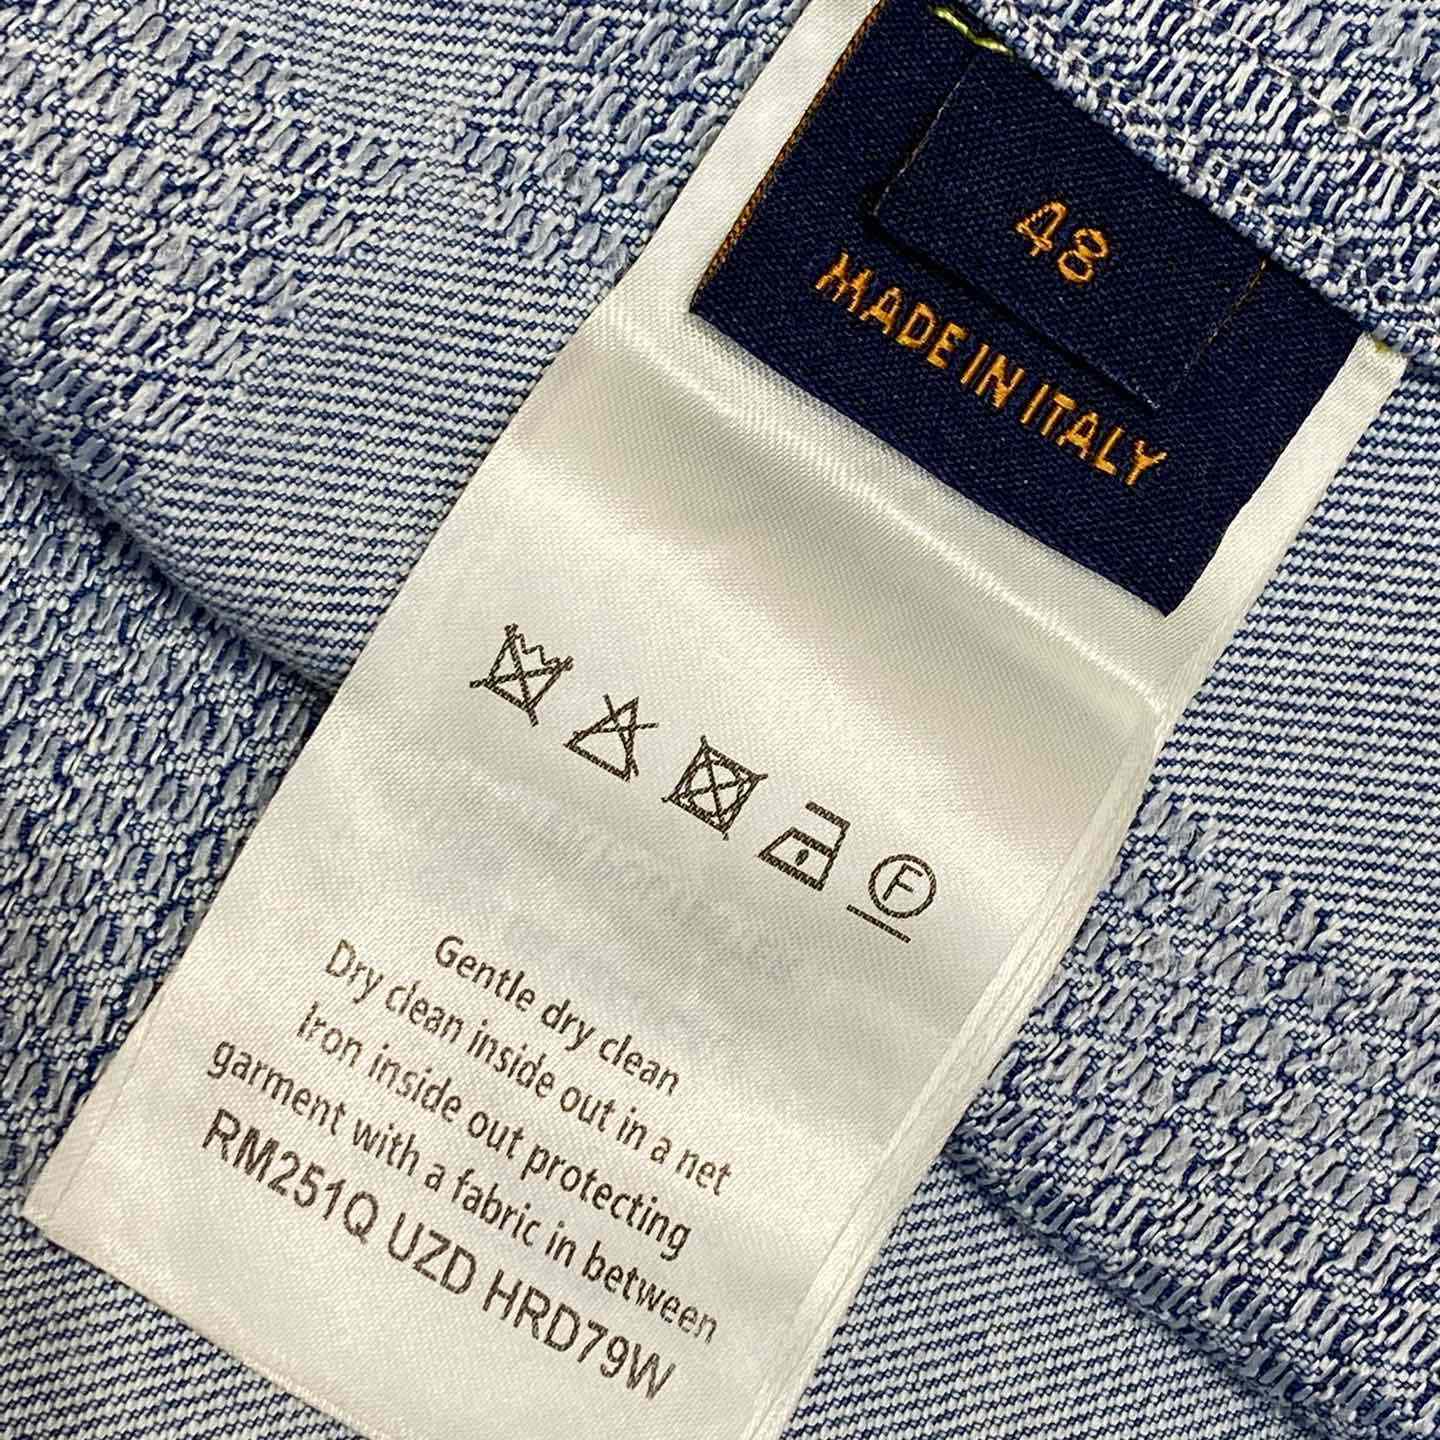 48
MADE IN ITALY
F
Gentle dry clean
Dry clean inside out in a net
Iron inside out protecting
garment with a fabric in between
RM251Q UZD HRD79W